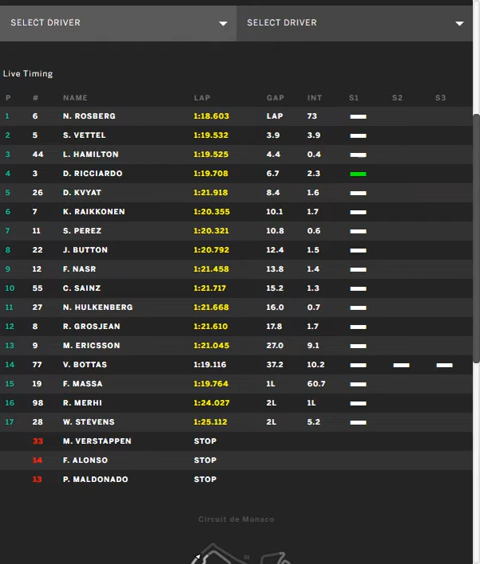 SELECT DRIVER SELECT DRIVER
Live Timing
P # NAME LAP GAP INT S1 S2 S3
1 6 N. ROSBERG 1:18.603 LAP 73
2 5 S. VETTEL 1:19.532 3.9 3.9
3 44 L. HAMILTON 1:19.525 4.4 0.4
4 3 D. RICCIARDO 1:19.708 6.7 2.3
5 26 D. KVYAT 1:21.918 8.4 1.6
6 7 K. RAIKKONEN 1:20.355 10.1 1.7
7 11 S. PEREZ 1:20.321 10.8 0.6
8 22 J. BUTTON 1:20.792 12.4 1.5
9 12 F. NASR 1:21.458 13.8 1.4
10 55 C. SAINZ 1:21.717 15.2 1.3
11 27 N. HULKENBERG 1:21.668 16.0 0.7
12 8 R. GROSJEAN 1:21.610 17.8 1.7
13 9 M. ERICSSON 1:21.045 27.0 9.1
14 77 V. BOTTAS 1:19.116 37.2 10.2
15 19 F. MASSA 1:19.764 1L 60.7
16 98 R. MERHI 1:24.027 2L 1L
17 28 W. STEVENS 1:25.112 2L 5.2
33 M. VERSTAPPEN STOP
14 F. ALONSO STOP
13 P. MALDONADO STOP
Circuit de Monaco